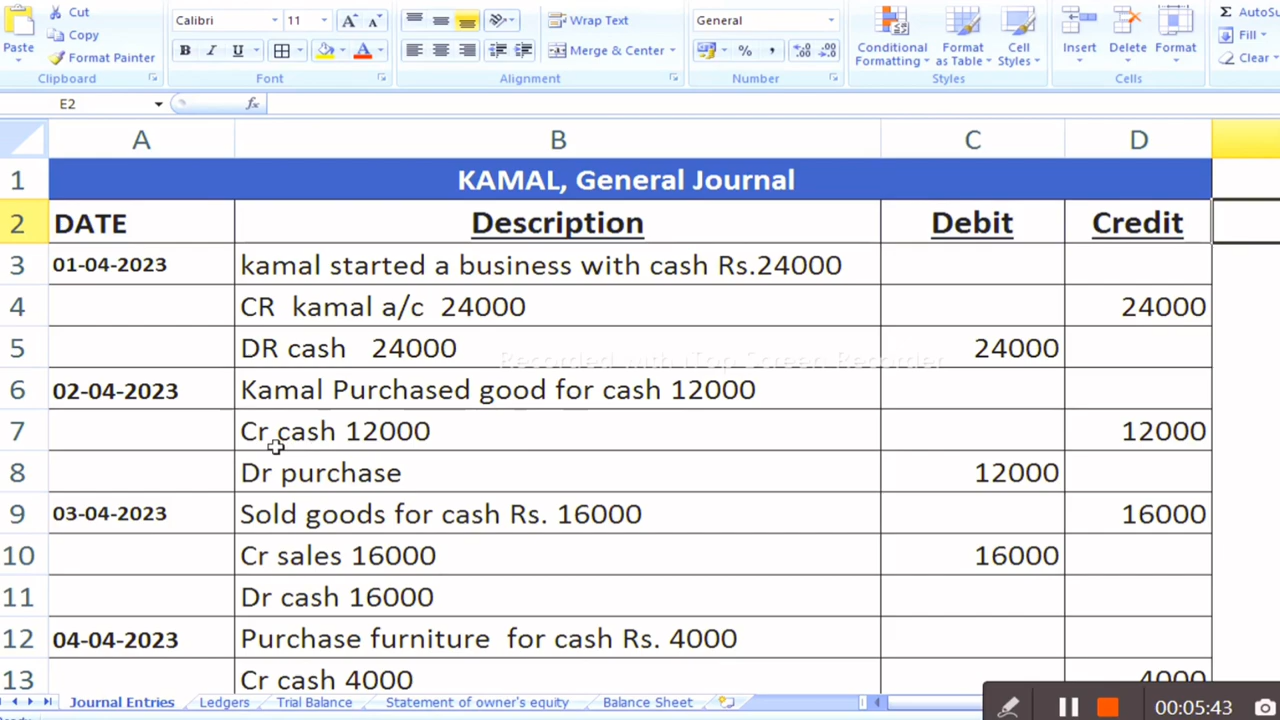 Cut
Calibri 11
Wrap Text
General
AutoSu
Copy
Fill
Paste
Format Painter
Merge & Center
Conditional Formatting
Format as Table
Cell Styles
Insert
Delete
Format
Clear
Clipboard
Font
Alignment
Number
Styles
Cells
E2
fx
A B C D
1 KAMAL, General Journal
2 DATE Description Debit Credit
3 01-04-2023 kamal started a business with cash Rs.24000
4 CR kamal a/c 24000 24000
5 DR cash 24000 24000
Recorded with iTop Screen Recorder
6 02-04-2023 Kamal Purchased good for cash 12000
7 Cr cash 12000 12000
8 Dr purchase 12000
9 03-04-2023 Sold goods for cash Rs. 16000 16000
10 Cr sales 16000 16000
11 Dr cash 16000
12 04-04-2023 Purchase furniture for cash Rs. 4000
13 Cr cash 4000 4000
Journal Entries Ledgers Trial Balance Statement of owner's equity Balance Sheet
00:05:43